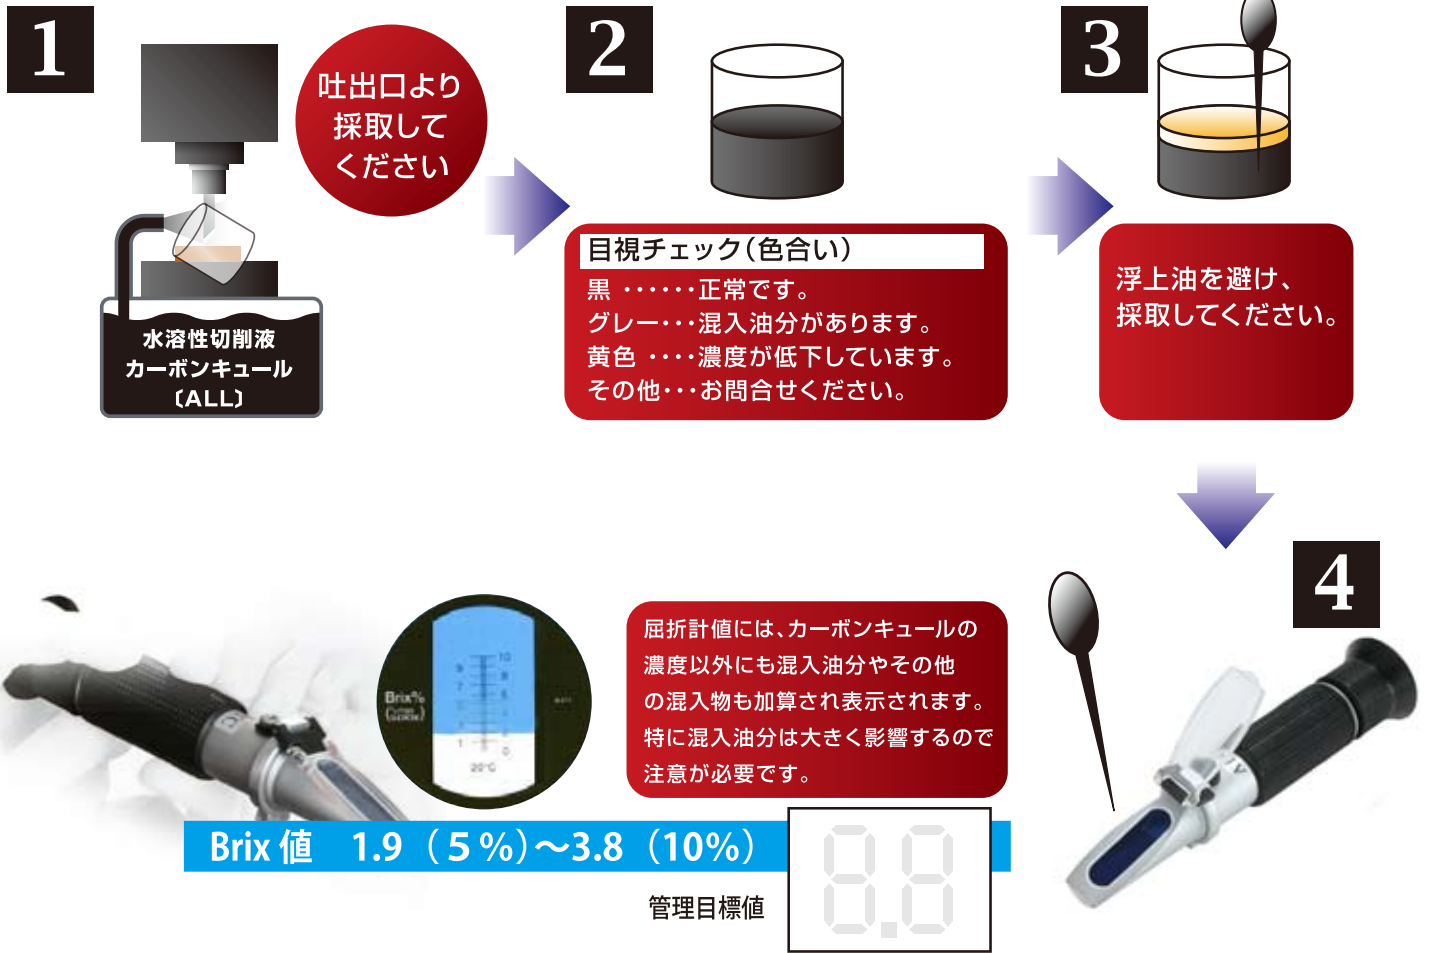 1
吐出口より
採取して
ください
水溶性切削液
カーボンキュール
〔ALL〕
2
目視チェック（色合い）
黒 ・・・・・・正常です。
グレー・・・混入油分があります。
黄色 ・・・・濃度が低下しています。
その他・・・お問合せください。
3
浮上油を避け、
採取してください。
4
屈折計値には、カーボンキュールの
濃度以外にも混入油分やその他
の混入物も加算され表示されます。
特に混入油分は大きく影響するので
注意が必要です。
Brix%
20°C
Brix 値 1.9（５%）〜3.8（10%）
管理目標値
8.8